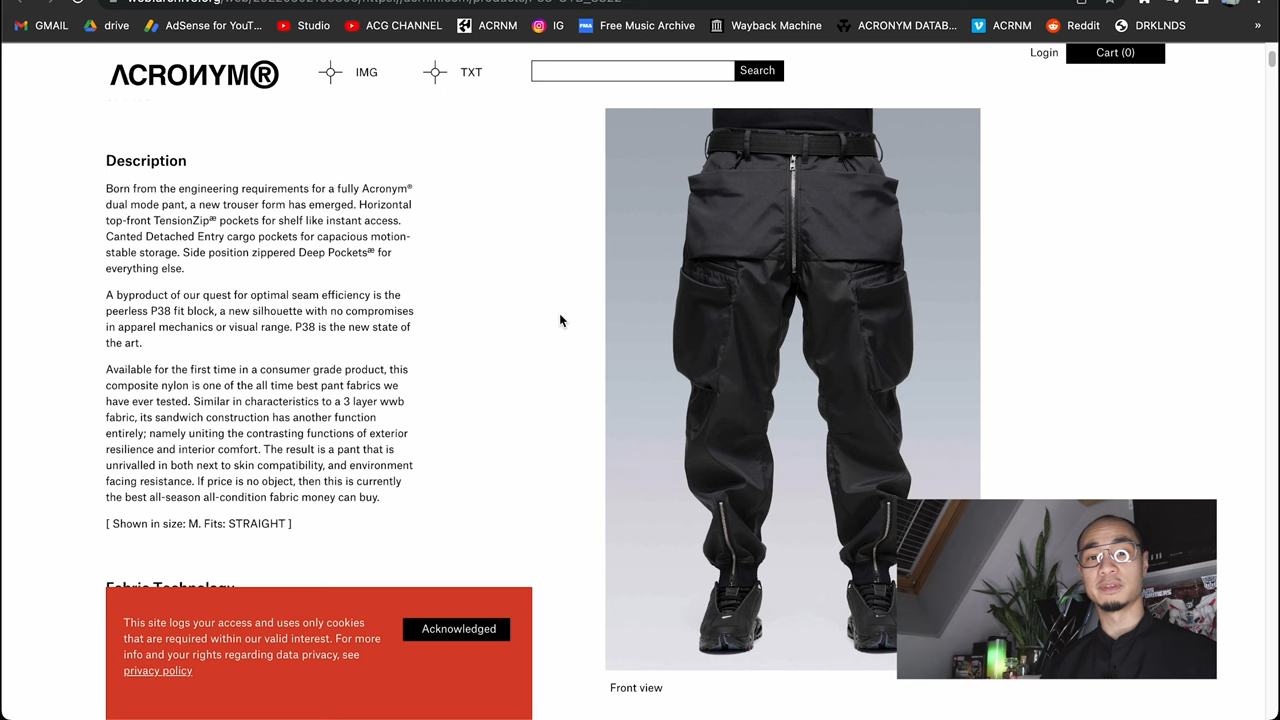 GMAIL
drive
AdSense for YouT...
Studio
ACG CHANNEL
ACRNM
IG
Free Music Archive
Wayback Machine
ACRONYM DATAB...
ACRNM
Reddit
DRKLNDS
»
ACRONYM®
IMG
TXT
Search
Login
Cart (0)
Description
Born from the engineering requirements for a fully Acronym®
dual mode pant, a new trouser form has emerged. Horizontal
top-front TensionZipᵆ pockets for shelf like instant access.
Canted Detached Entry cargo pockets for capacious motion-
stable storage. Side position zippered Deep Pocketsᵆ for
everything else.
A byproduct of our quest for optimal seam efficiency is the
peerless P38 fit block, a new silhouette with no compromises
in apparel mechanics or visual range. P38 is the new state of
the art.
Available for the first time in a consumer grade product, this
composite nylon is one of the all time best pant fabrics we
have ever tested. Similar in characteristics to a 3 layer wwb
fabric, its sandwich construction has another function
entirely; namely uniting the contrasting functions of exterior
resilience and interior comfort. The result is a pant that is
unrivalled in both next to skin compatibility, and environment
facing resistance. If price is no object, then this is currently
the best all-season all-condition fabric money can buy.
[ Shown in size: M. Fits: STRAIGHT ]
Fabric Technology
This site logs your access and uses only cookies
that are required within our valid interest. For more
info and your rights regarding data privacy, see
privacy policy
Acknowledged
Front view